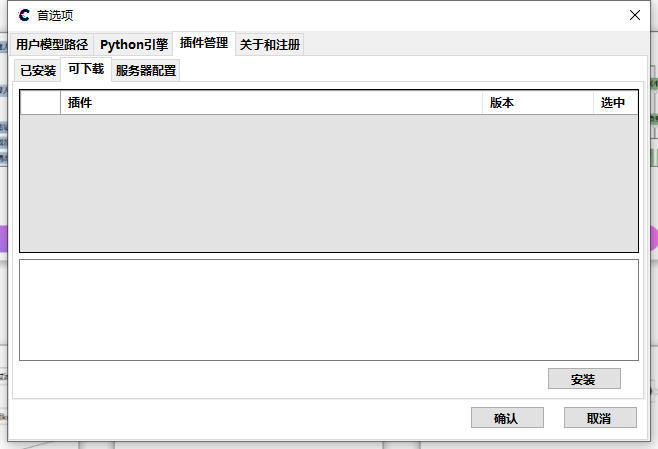 首选项
用户模型路径 Python引擎 插件管理 关于和注册
已安装 可下载 服务器配置
插件 版本 选中
安装
确认 取消